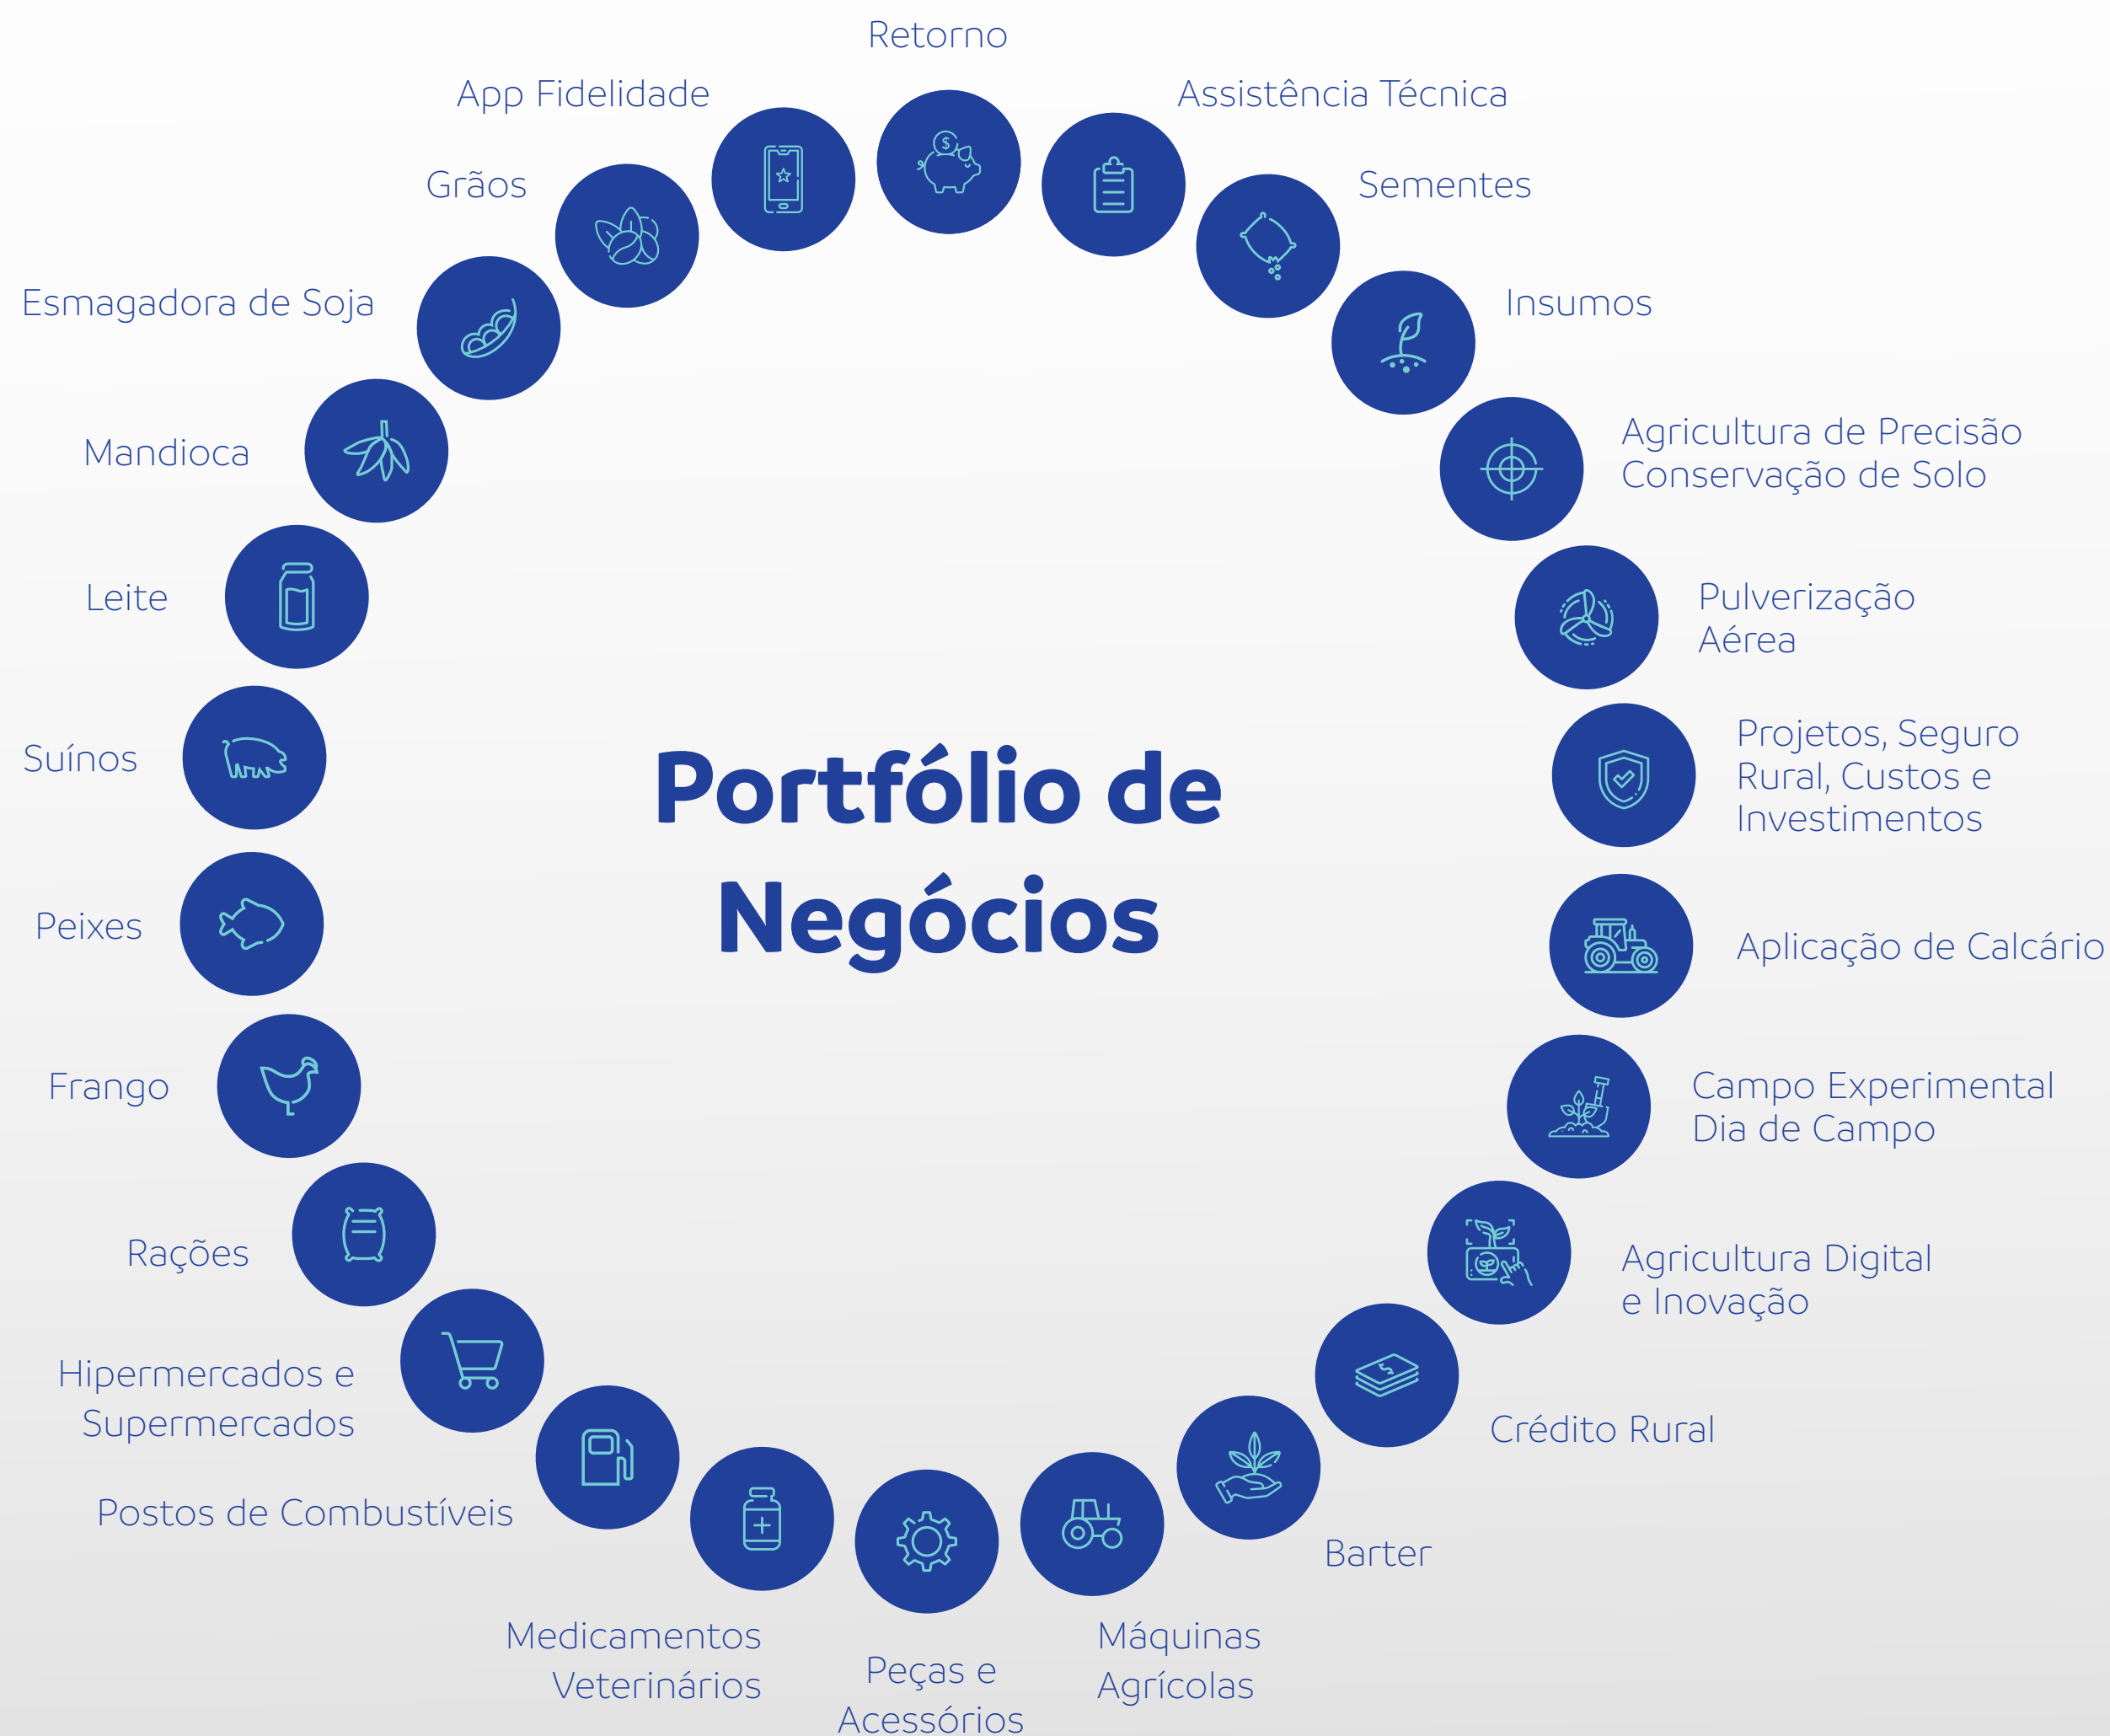 Retorno
Assistência Técnica
Sementes
Insumos
Agricultura de Precisão
Conservação de Solo
Pulverização
Aérea
Projetos, Seguro
Rural, Custos e
Investimentos
Aplicação de Calcário
Campo Experimental
Dia de Campo
Agricultura Digital
e Inovação
Crédito Rural
Barter
Máquinas
Agrícolas
Peças e
Acessórios
Medicamentos
Veterinários
Postos de Combustíveis
Hipermercados e
Supermercados
Rações
Frango
Peixes
Suínos
Leite
Mandioca
Esmagadora de Soja
Grãos
App Fidelidade
Portfólio de
Negócios